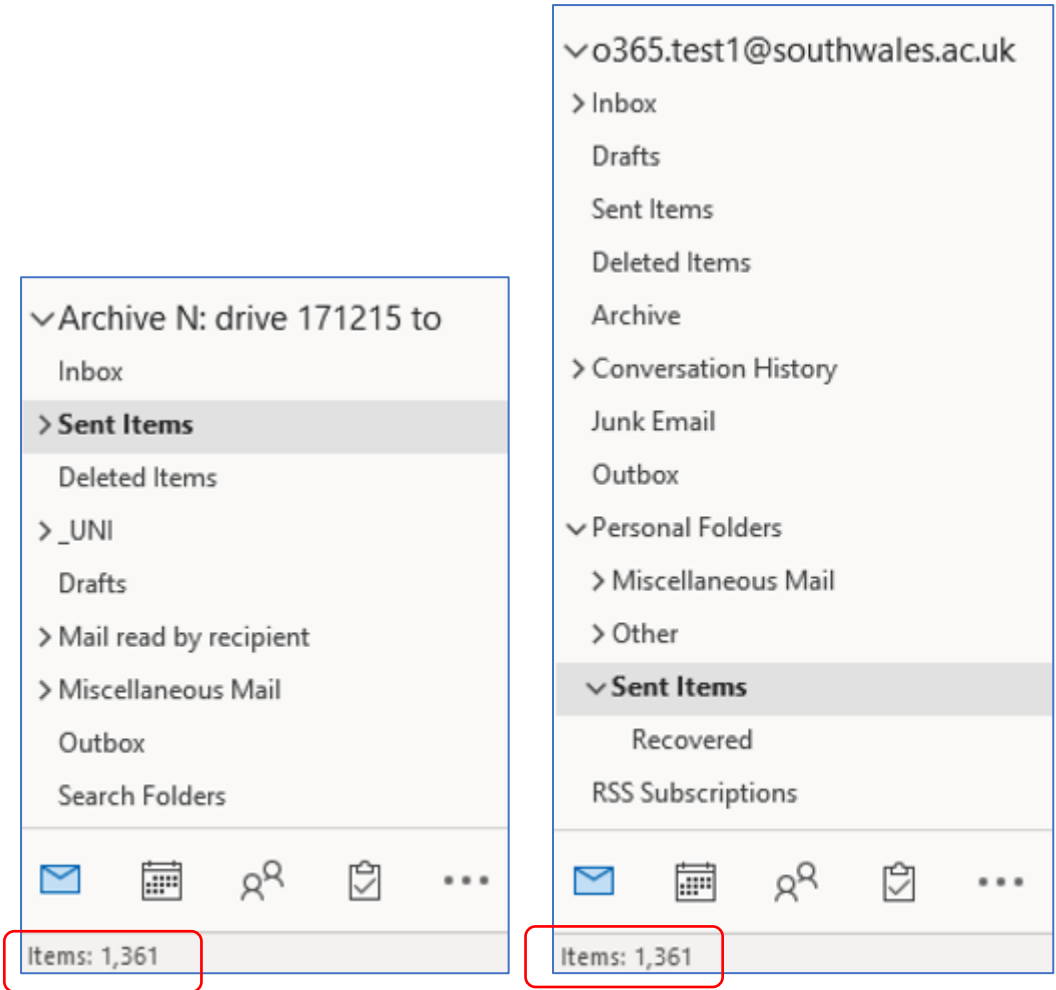 Archive N: drive 171215 to
Inbox
Sent Items
Deleted Items
_UNI
Drafts
Mail read by recipient
Miscellaneous Mail
Outbox
Search Folders
Items: 1,361
o365.test1@southwales.ac.uk
Inbox
Drafts
Sent Items
Deleted Items
Archive
Conversation History
Junk Email
Outbox
Personal Folders
Miscellaneous Mail
Other
Sent Items
Recovered
RSS Subscriptions
Items: 1,361